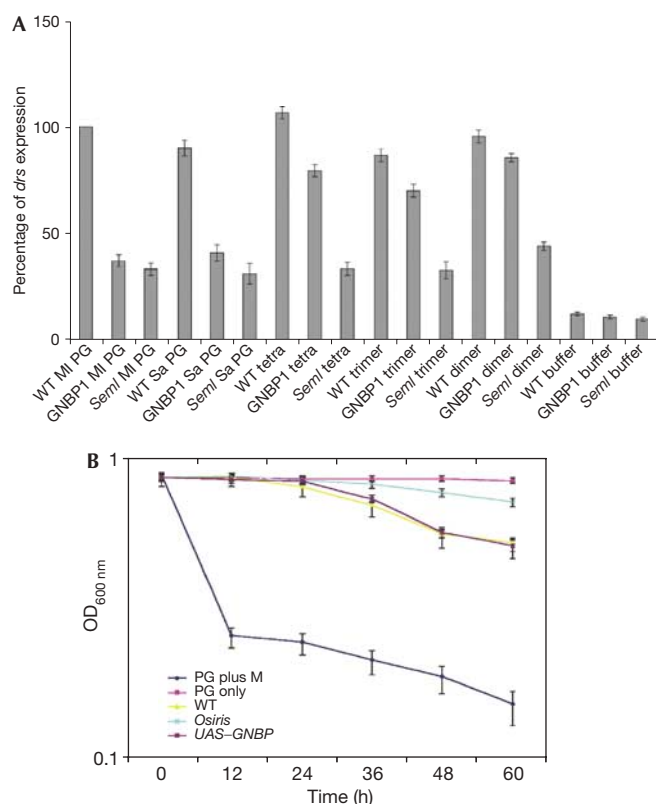 A
Percentage of drs expression
150
100
50
0
WT Ml PG
GNBP1 Ml PG
Seml Ml PG
WT Sa PG
GNBP1 Sa PG
Seml Sa PG
WT tetra
GNBP1 tetra
Seml tetra
WT trimer
GNBP1 trimer
Seml trimer
WT dimer
GNBP1 dimer
Seml dimer
WT buffer
GNBP1 buffer
Seml buffer
B
1
OD600 nm
PG plus M
PG only
WT
Osiris
UAS–GNBP
0.1
0 12 24 36 48 60
Time (h)